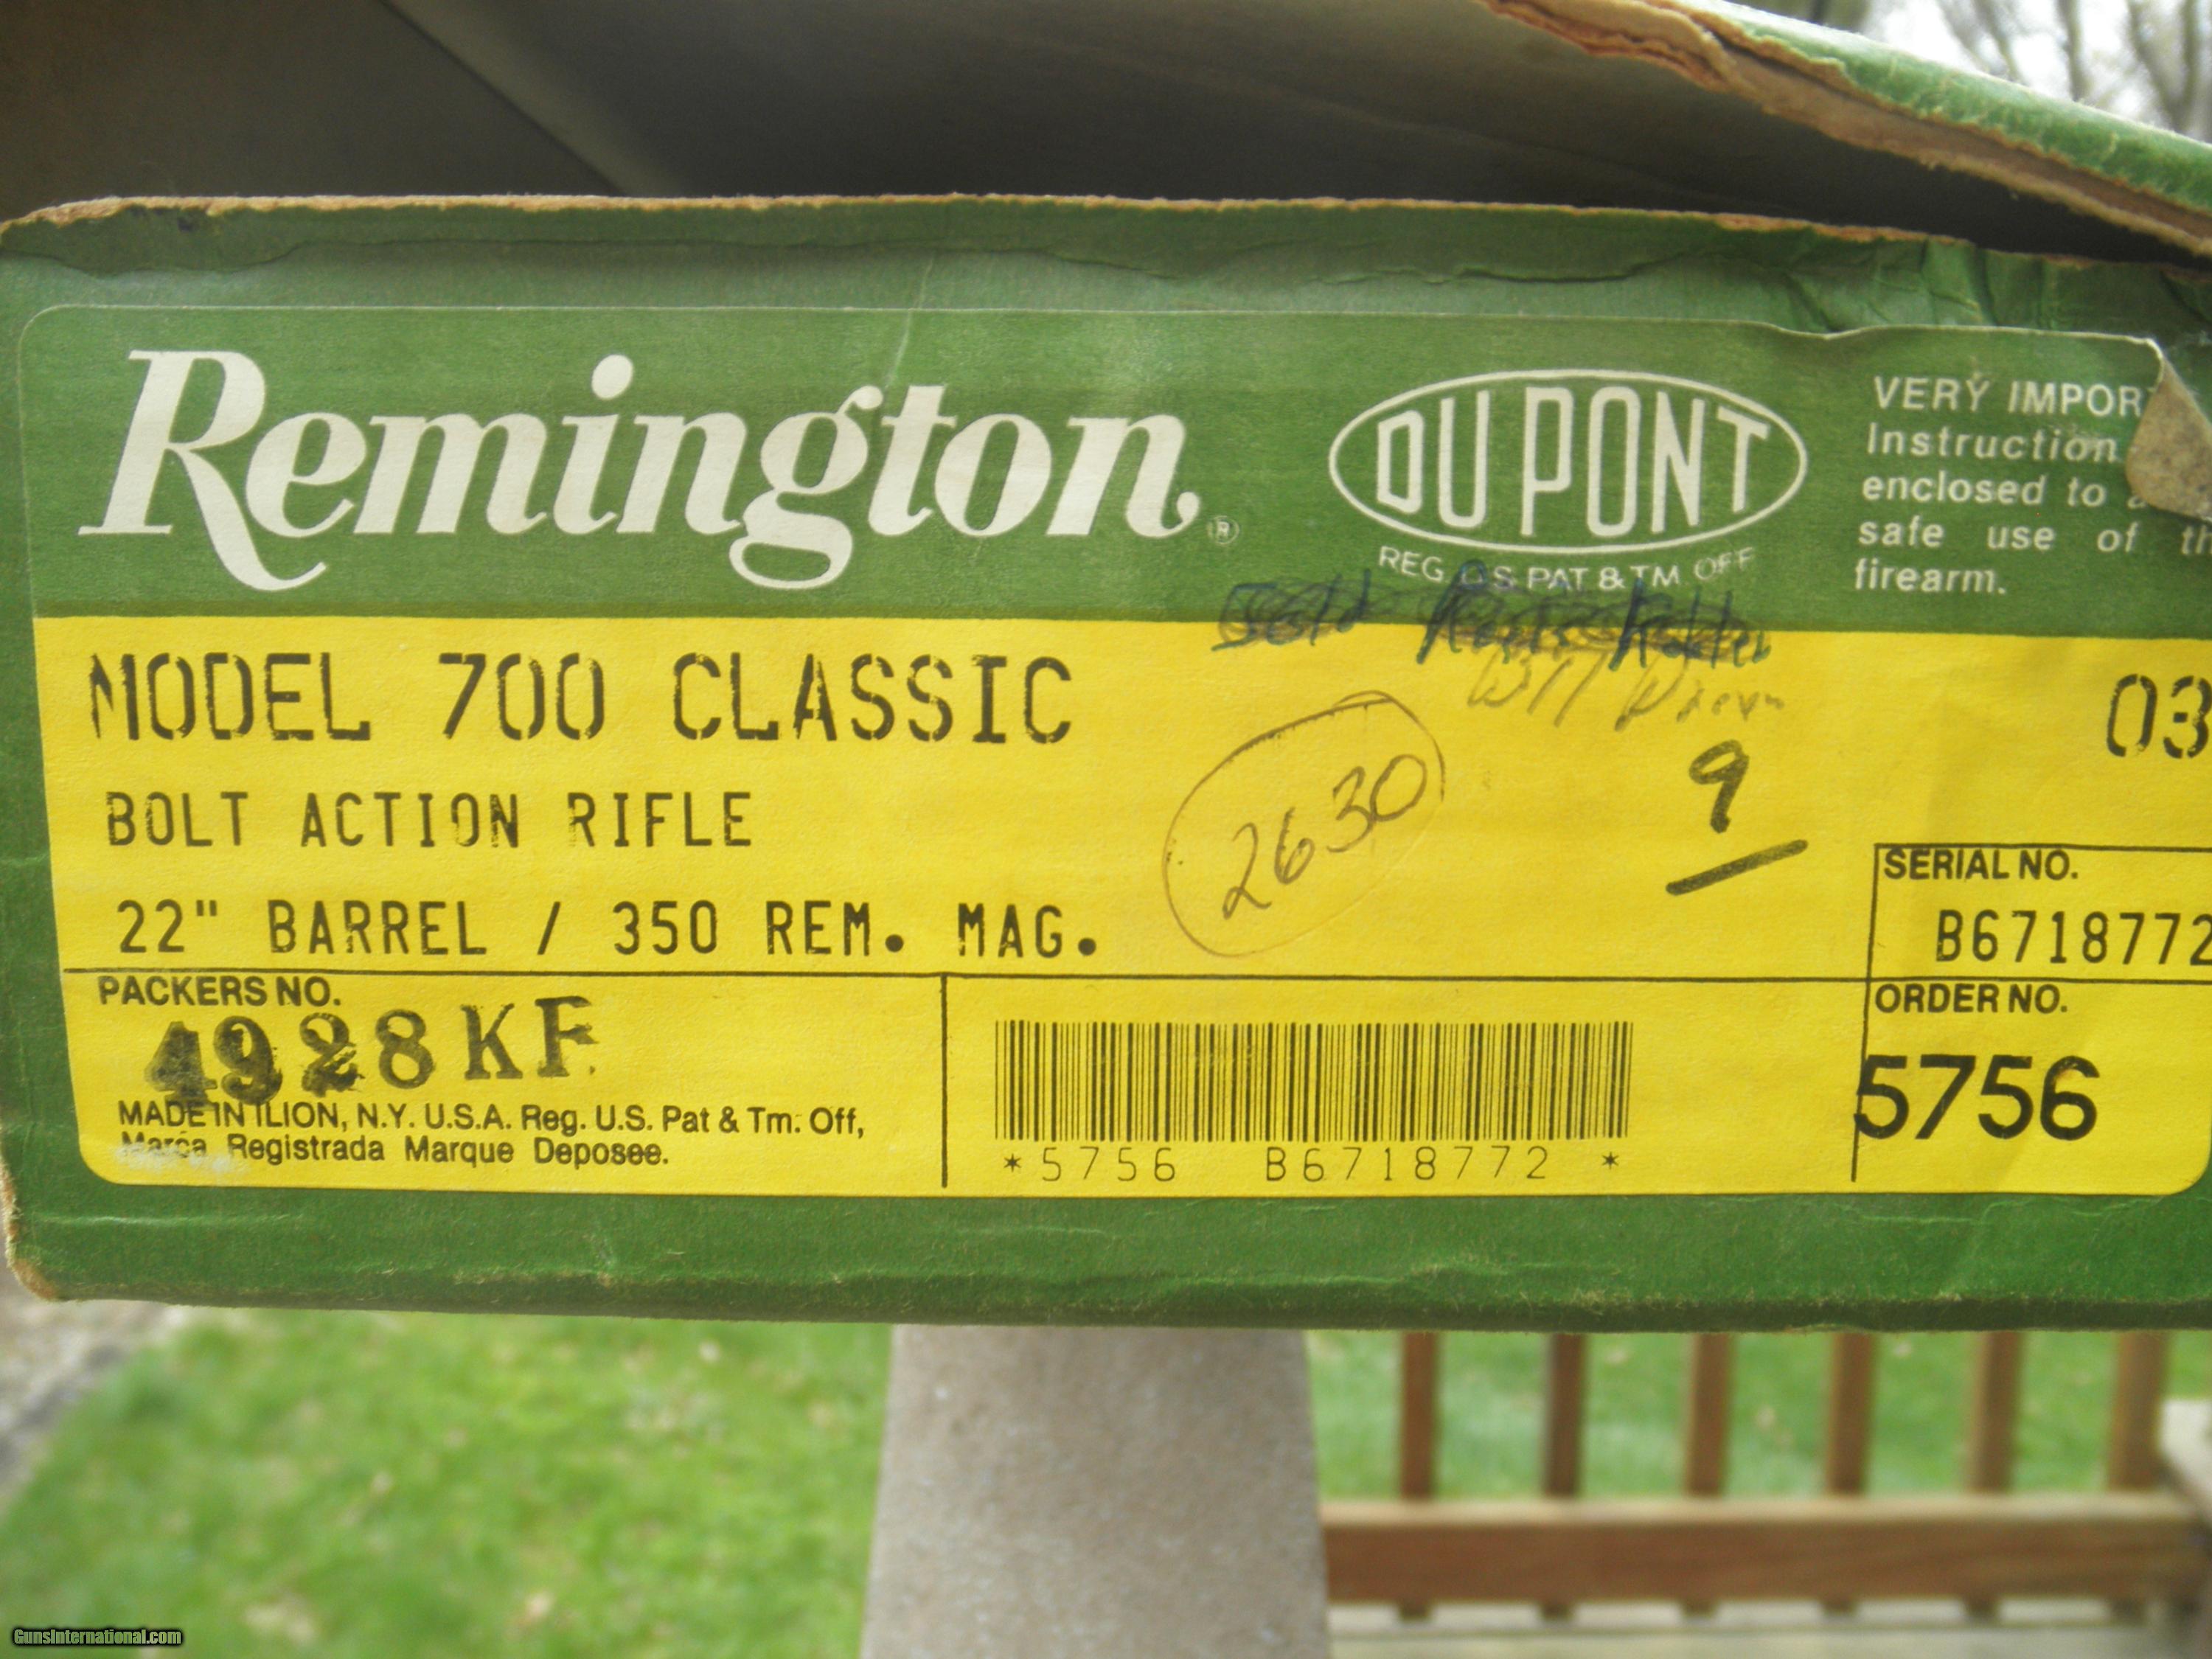 Remington®
DU PONT
REG. U.S. PAT & TM OFF
VERY IMPOR
Instruction
enclosed to
safe use of th
firearm.
Sold
MODEL 700 CLASSIC
03
2630
9
BOLT ACTION RIFLE
22" BARREL / 350 REM. MAG.
SERIAL NO.
B6718772
PACKERS NO.
4928KF
ORDER NO.
5756
MADE IN ILION, N.Y. U.S.A. Reg. U.S. Pat & Tm. Off,
Marca Registrada Marque Deposee.
*5756 B6718772 *
GunsInternational.com